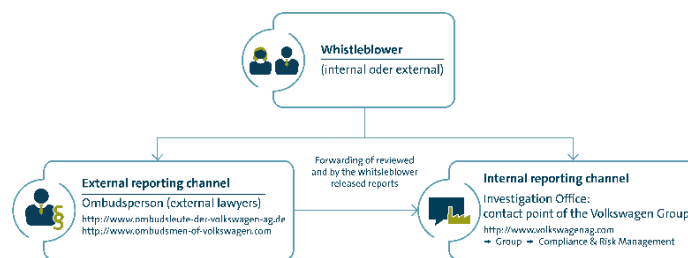 Whistleblower
(internal oder external)
Forwarding of reviewed
and by the whitsleblower
released reports
External reporting channel
Ombudsperson (external lawyers)
http://www.ombudsleute-der-volkswagen-ag.de
http://www.ombudsmen-of-volkswagen.com
§
Internal reporting channel
Investigation Office:
contact point of the Volkswagen Group
http://www.volkswagenag.com
➔ Group ➔ Compliance & Risk Management